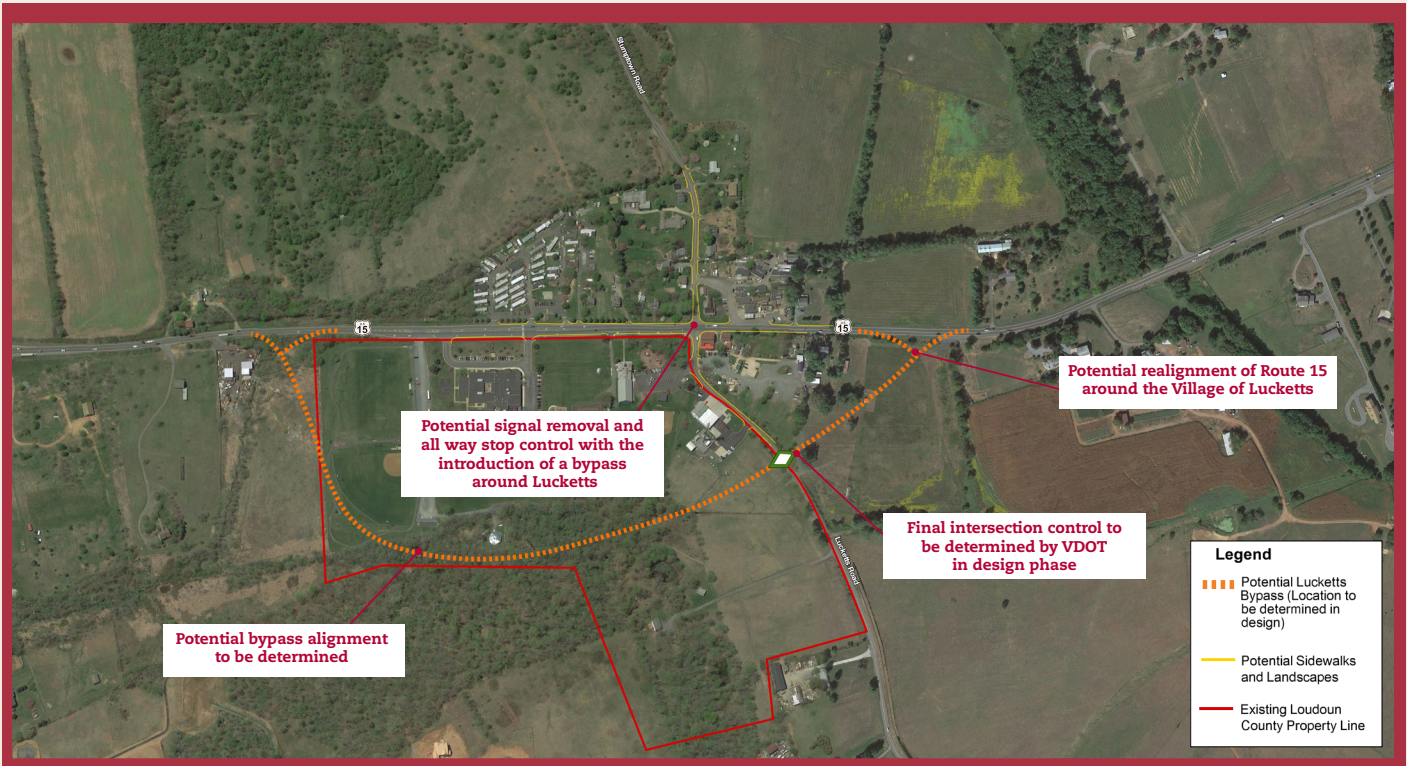 Stumptown Road
15
15
Potential realignment of Route 15
around the Village of Lucketts
Potential signal removal and
all way stop control with the
introduction of a bypass
around Lucketts
Final intersection control to
be determined by VDOT
in design phase
Lucketts Road
Potential bypass alignment
to be determined
Legend
Potential Lucketts
Bypass (Location to
be determined in
design)
Potential Sidewalks
and Landscapes
Existing Loudoun
County Property Line